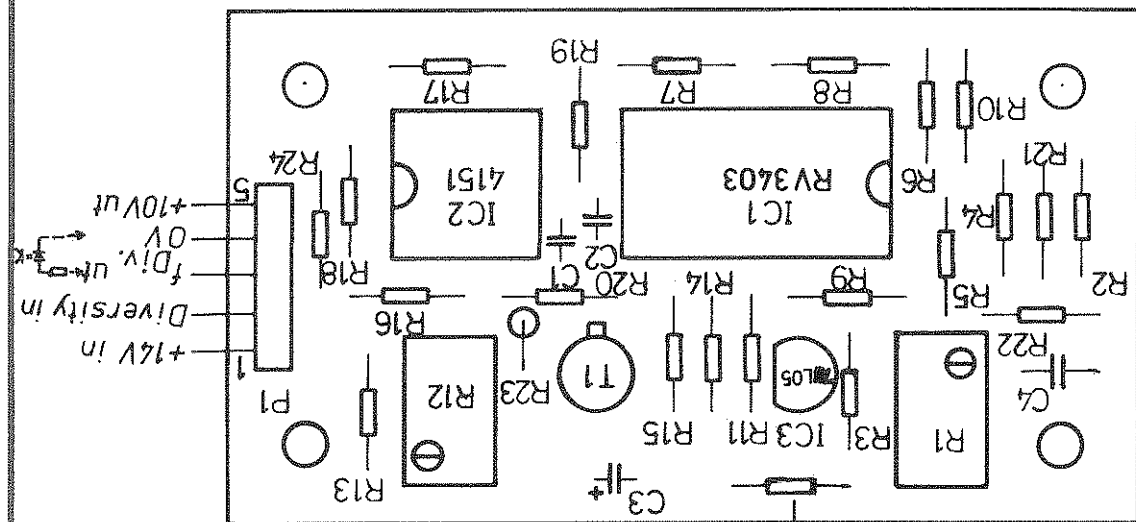 C3
+
R13
R1
R3
IC3
R11
R15
C4
R22
L05
T1
R23
R12
P1
1
+14V in
Diversity in
f Div. ut
0V
+10V ut
5
K
R2
R5
R9
R14
R20
C1
C2
R16
R18
R4
R21
R6
IC1
RV3403
IC2
4151
R24
R10
R8
R7
R19
R17